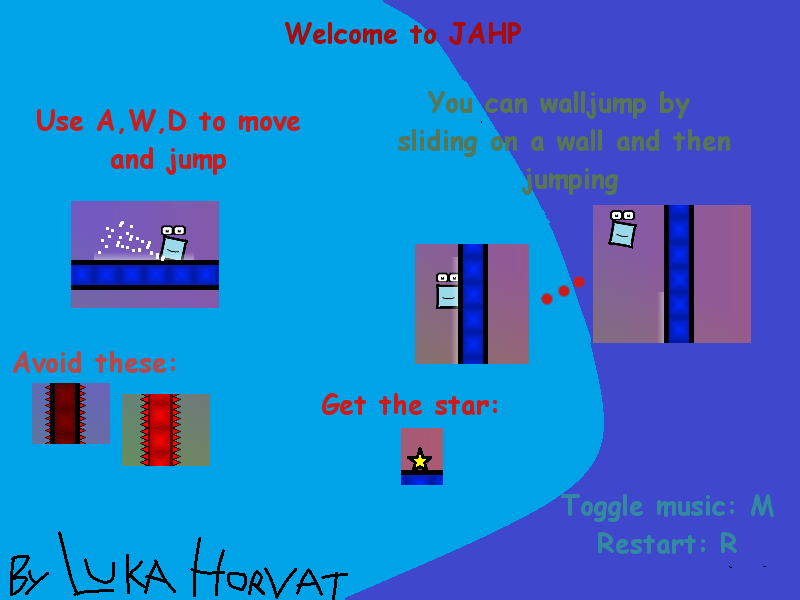 Welcome to JAHP
Use A,W,D to move
and jump
You can walljump by
sliding on a wall and then
jumping
Avoid these:
Get the star:
Toggle music: M
Restart: R
By LUKA HORVAT